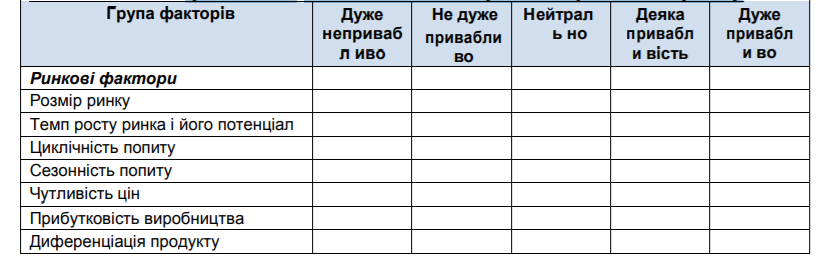 Група факторів
Дуже
неприваб
л иво
Не дуже
привабли
во
Нейтрал
ь но
Деяка
привабл
и вість
Дуже
привабл
и во
Ринкові фактори
Розмір ринку
Темп росту ринка і його потенціал
Циклічність попиту
Сезонність попиту
Чутливість цін
Прибутковість виробництва
Диференціація продукту